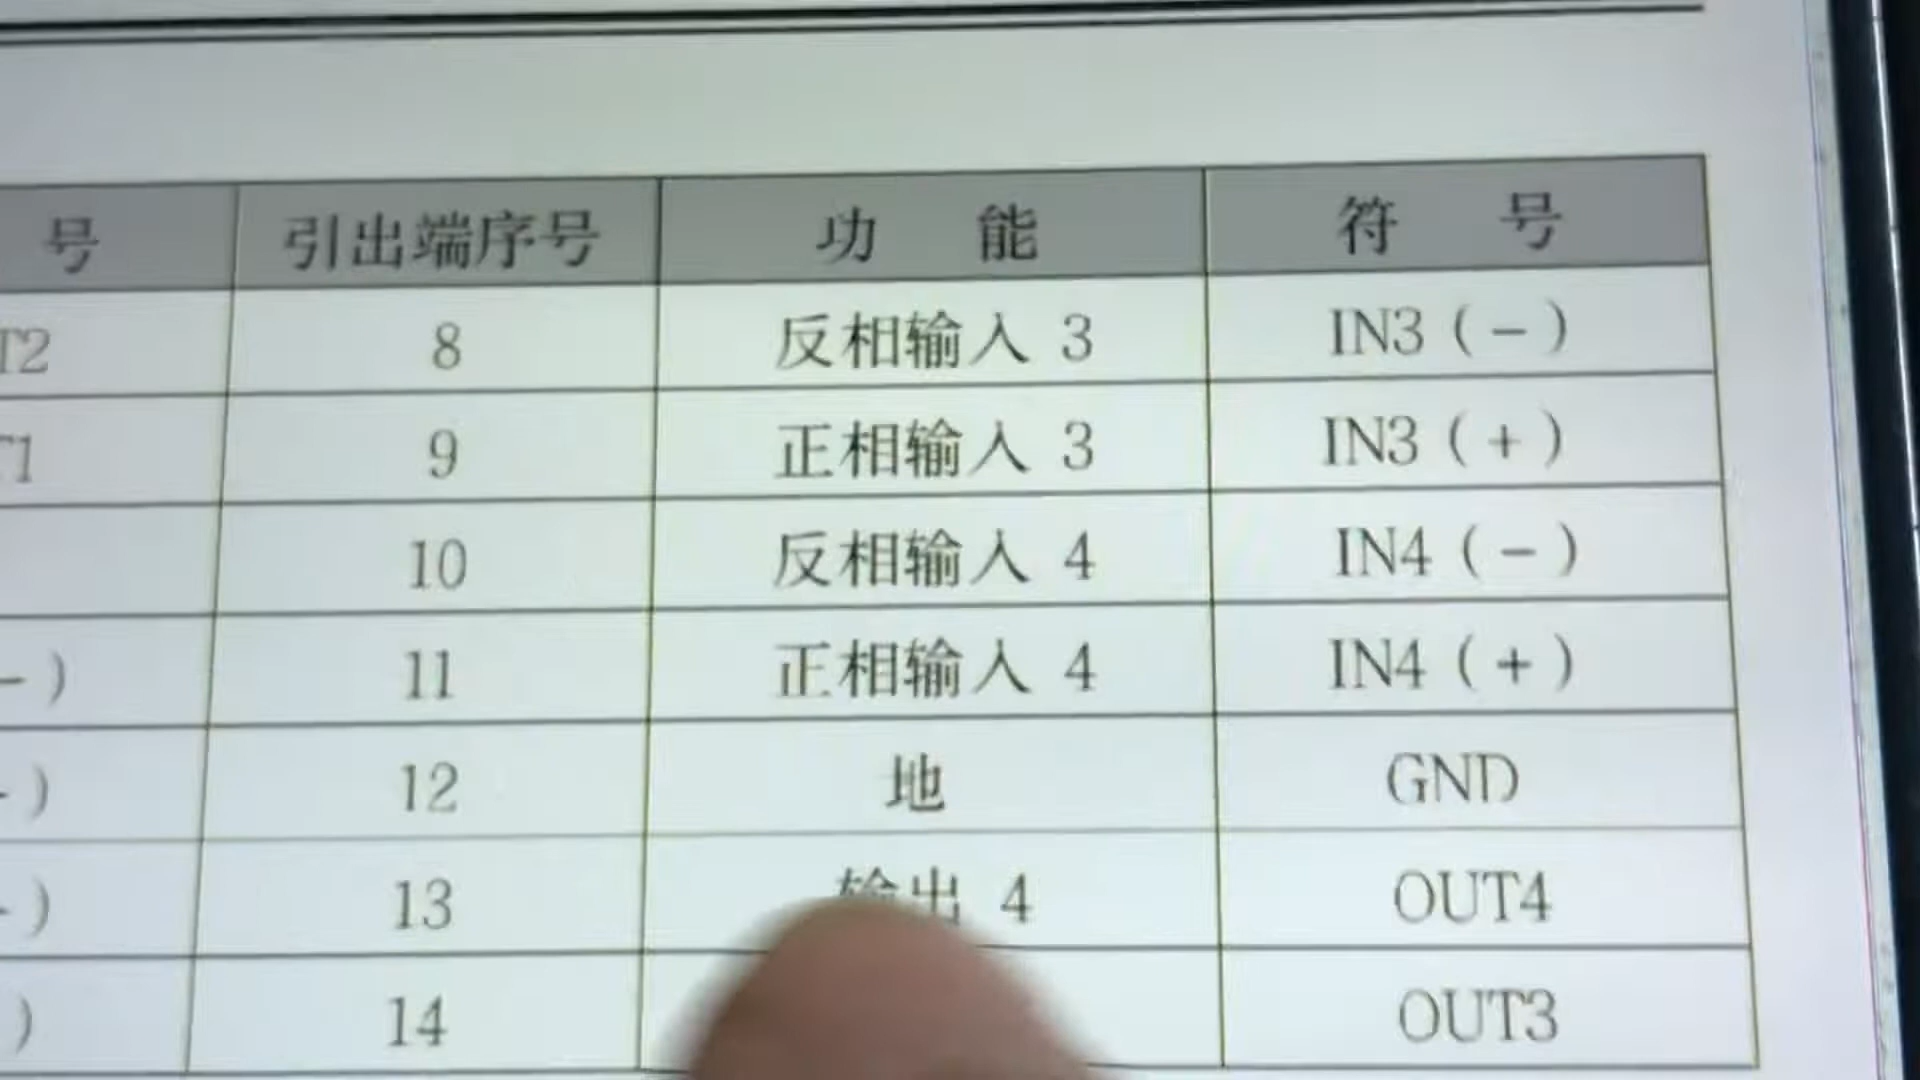 号 引出端序号 功 能 符 号
T2 8 反相输入 3 IN3 (-)
T1 9 正相输入 3 IN3 (+)
10 反相输入 4 IN4 (-)
-) 11 正相输入 4 IN4 (+)
) 12 地 GND
) 13 输出 4 OUT4
) 14 OUT3